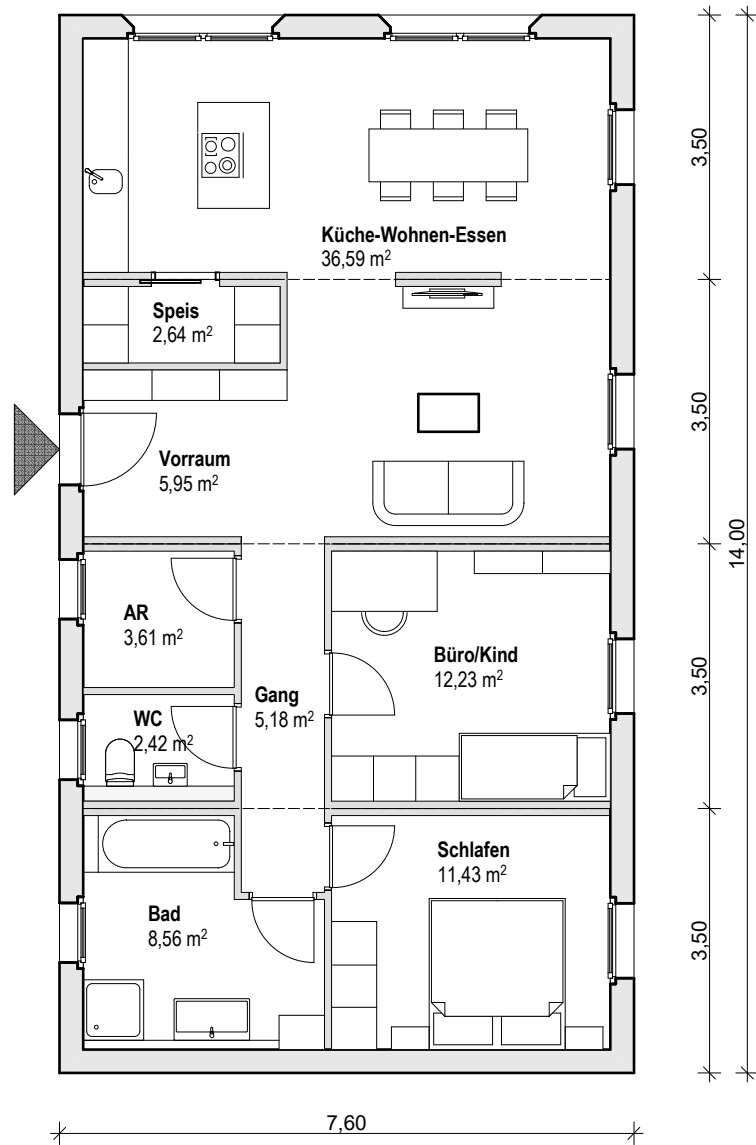 3,50
Küche-Wohnen-Essen
36,59 m²
Speis
2,64 m²
3,50
Vorraum
5,95 m²
14,00
AR
3,61 m²
Büro/Kind
12,23 m²
3,50
Gang
5,18 m²
WC
2,42 m²
Schlafen
11,43 m²
Bad
8,56 m²
3,50
7,60